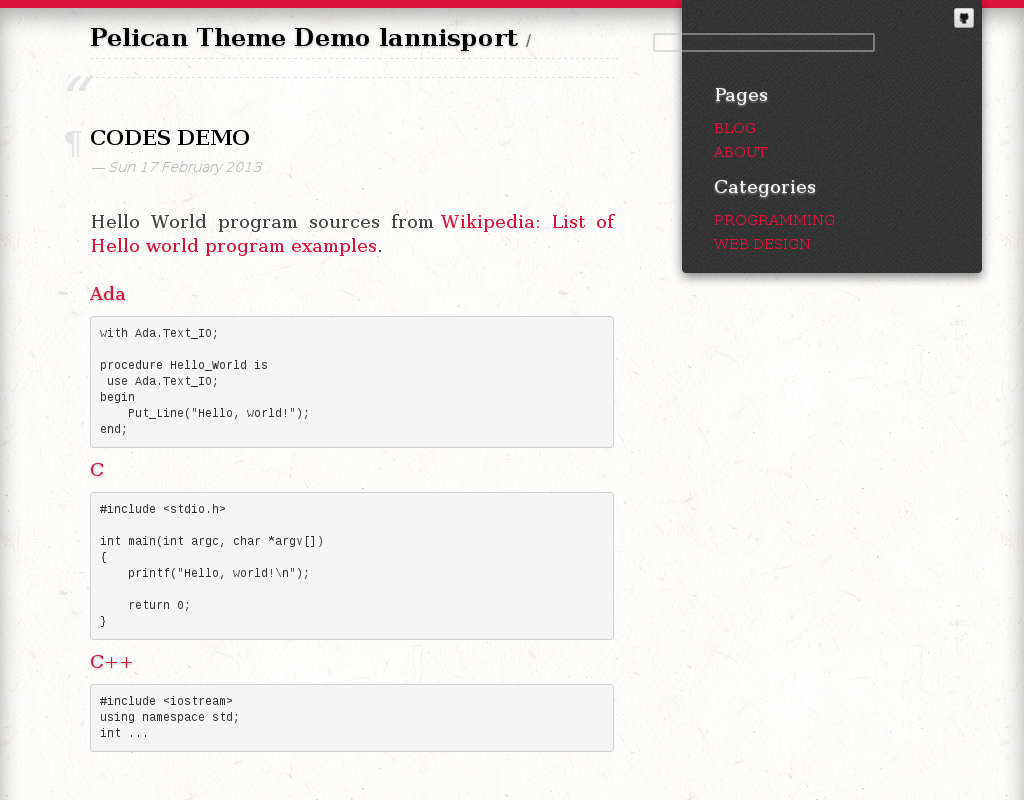 Pelican Theme Demo lannisport /
“
¶ CODES DEMO
— Sun 17 February 2013
Hello World program sources from Wikipedia: List of
Hello world program examples.
Ada
with Ada.Text_IO;
procedure Hello_World is
 use Ada.Text_IO;
begin
    Put_Line("Hello, world!");
end;
C
#include <stdio.h>
int main(int argc, char *argv[])
{
    printf("Hello, world!\n");
    return 0;
}
C++
#include <iostream>
using namespace std;
int ...
Pages
BLOG
ABOUT
Categories
PROGRAMMING
WEB DESIGN